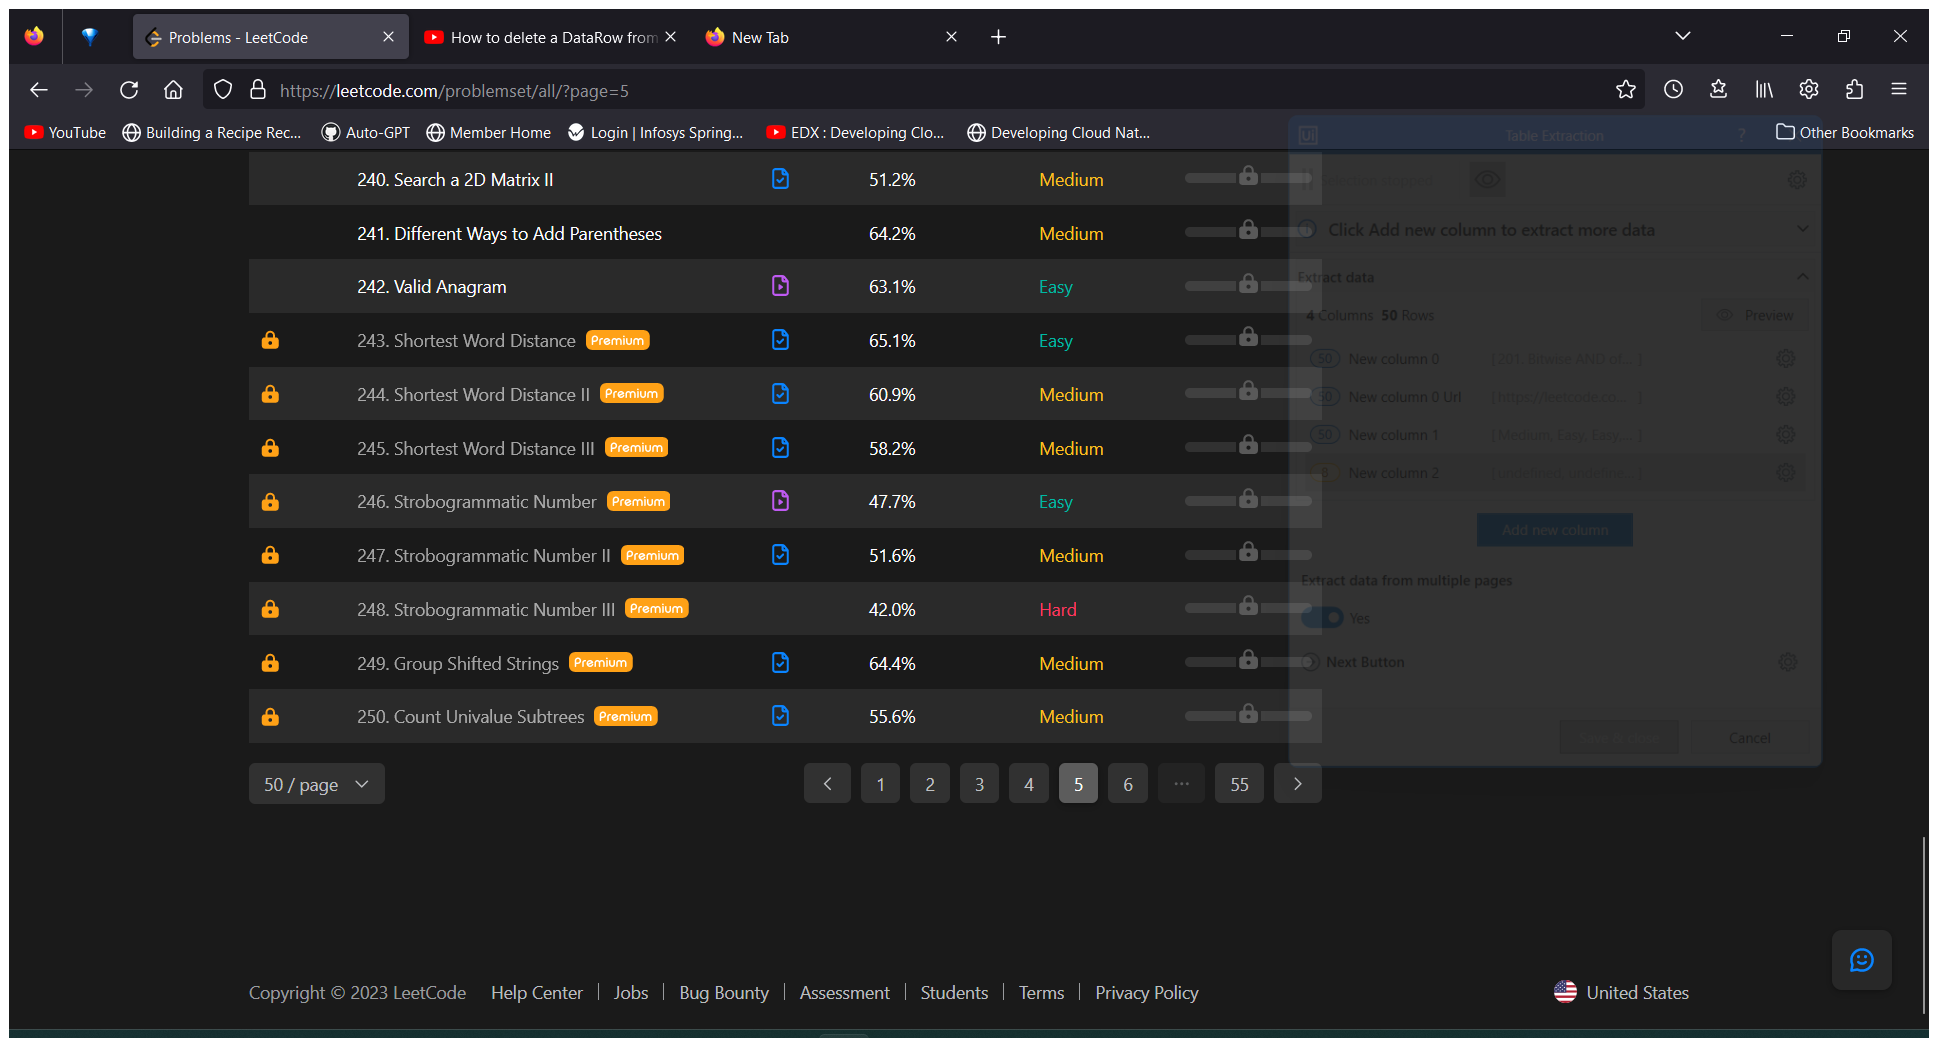 Problems - LeetCode
How to delete a DataRow from
New Tab
https://leetcode.com/problemset/all/?page=5
YouTube
Building a Recipe Rec...
Auto-GPT
Member Home
Login | Infosys Spring...
EDX : Developing Clo...
Developing Cloud Nat...
Other Bookmarks
Ui Table Extraction ?
240. Search a 2D Matrix II 51.2% Medium
241. Different Ways to Add Parentheses 64.2% Medium
242. Valid Anagram 63.1% Easy
243. Shortest Word Distance Premium 65.1% Easy
244. Shortest Word Distance II Premium 60.9% Medium
245. Shortest Word Distance III Premium 58.2% Medium
246. Strobogrammatic Number Premium 47.7% Easy
247. Strobogrammatic Number II Premium 51.6% Medium
248. Strobogrammatic Number III Premium 42.0% Hard
249. Group Shifted Strings Premium 64.4% Medium
250. Count Univalue Subtrees Premium 55.6% Medium
Click Add new column to extract more data
Extract data
4 Columns 50 Rows
Preview
50 New column 0 [ 201. Bitwise AND of... ]
50 New column 0 Url [ https://leetcode.co... ]
50 New column 1 [ Medium, Easy, Easy,... ]
New column 2 [ undefined, undefine... ]
Add new column
Extract data from multiple pages
Yes
Next Button
Cancel
50 / page
1 2 3 4 5 6 ... 55
Copyright © 2023 LeetCode
Help Center | Jobs | Bug Bounty | Assessment | Students | Terms | Privacy Policy
United States